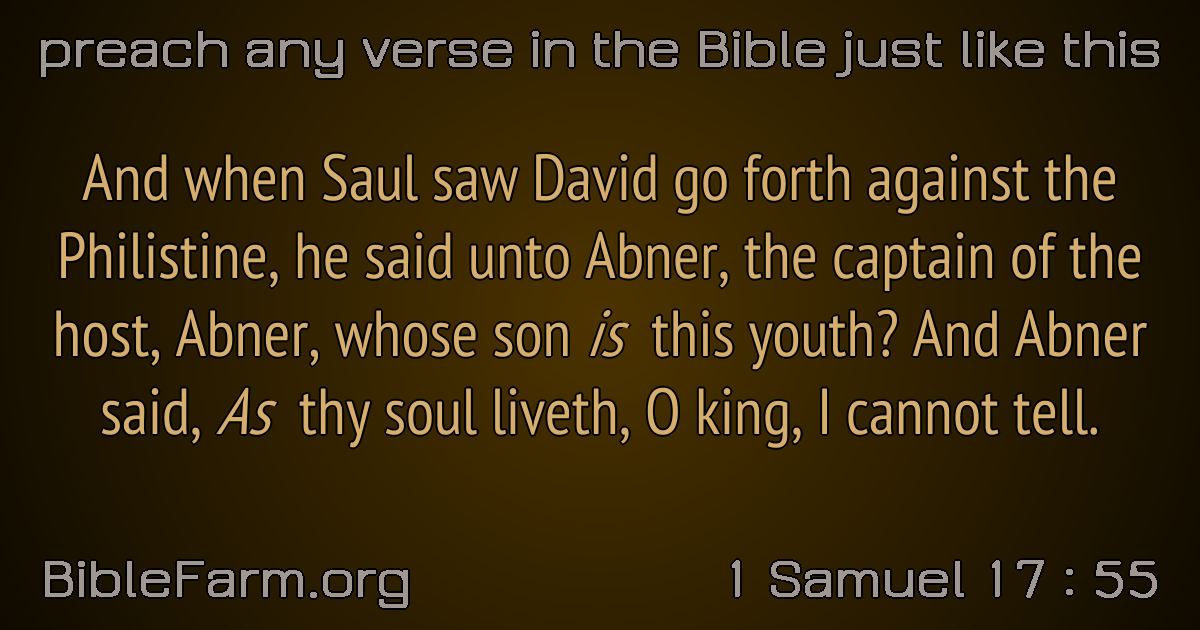 preach any verse in the Bible just like this
And when Saul saw David go forth against the
Philistine, he said unto Abner, the captain of the
host, Abner, whose son is this youth? And Abner
said, As thy soul liveth, O king, I cannot tell.
BibleFarm.org
1 Samuel 17 : 55